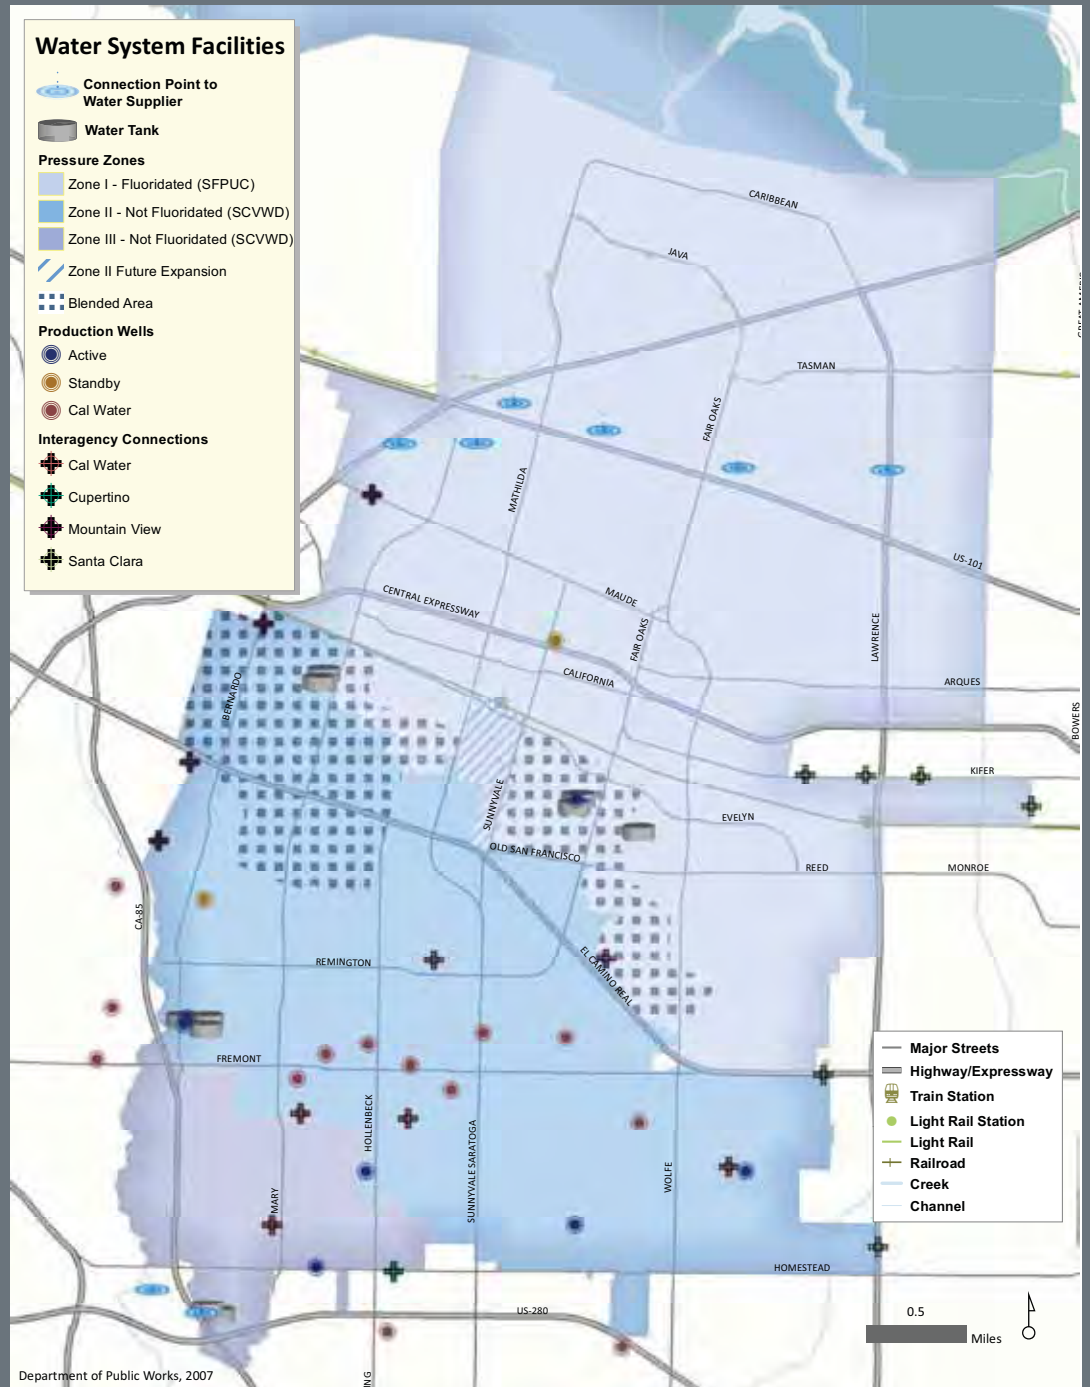 Water System Facilities
Connection Point to
Water Supplier
Water Tank
Pressure Zones
Zone I - Fluoridated (SFPUC)
Zone II - Not Fluoridated (SCVWD)
Zone III - Not Fluoridated (SCVWD)
Zone II Future Expansion
Blended Area
Production Wells
Active
Standby
Cal Water
Interagency Connections
Cal Water
Cupertino
Mountain View
Santa Clara
CARIBBEAN
JAVA
TASMAN
FAIR OAKS
MATHILDA
US-101
CENTRAL EXPRESSWAY
MAUDE
FAIR OAKS
LAWRENCE
CALIFORNIA
ARQUES
BERNARDO
BOWERS
KIFER
SUNNYVALE
EVELYN
OLD SAN FRANCISCO
REED
MONROE
CA-85
REMINGTON
EL CAMINO REAL
FREMONT
HOLLENBECK
SUNNYVALE SARATOGA
WOLFE
MARY
HOMESTEAD
US-280
Major Streets
Highway/Expressway
Train Station
Light Rail Station
Light Rail
Railroad
Creek
Channel
0.5
Miles
Department of Public Works, 2007